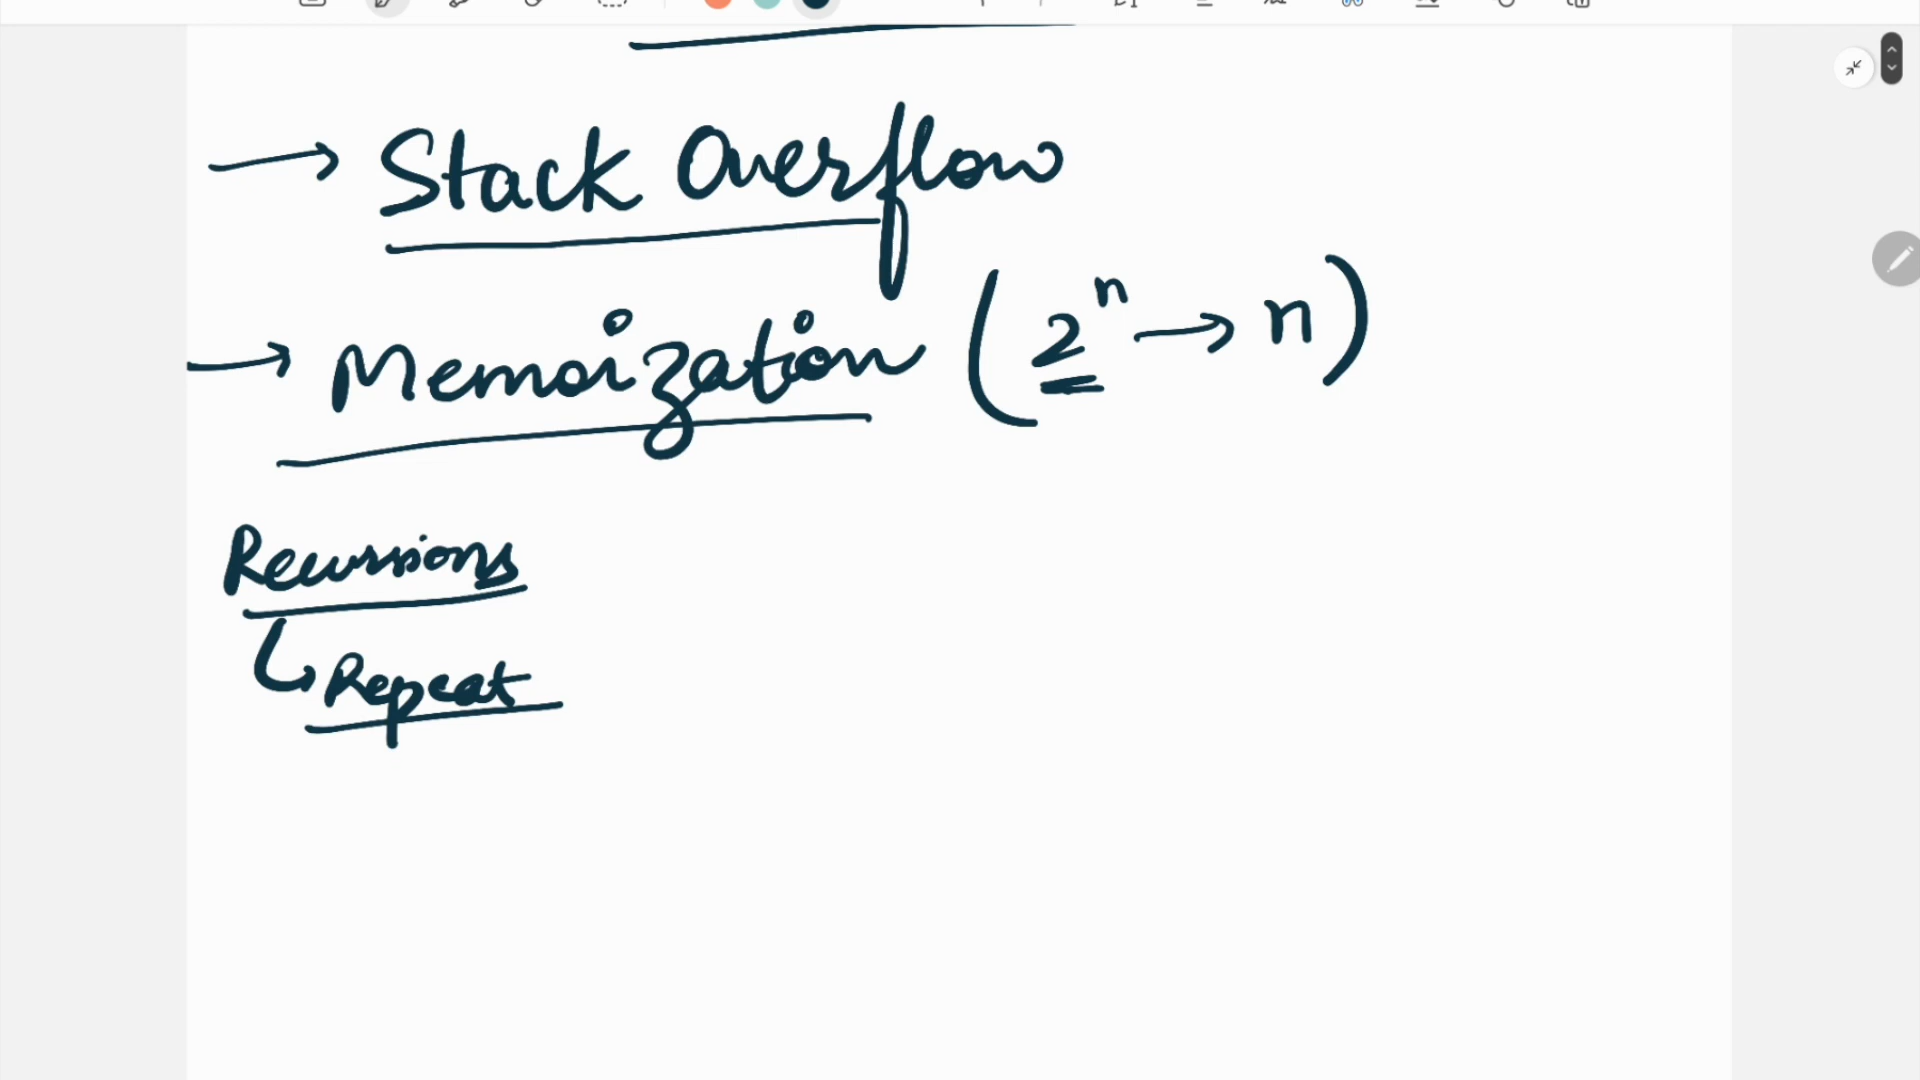 → Stack Overflow
→ Memoization (2ⁿ → n)
Recursions
↳ Repeat